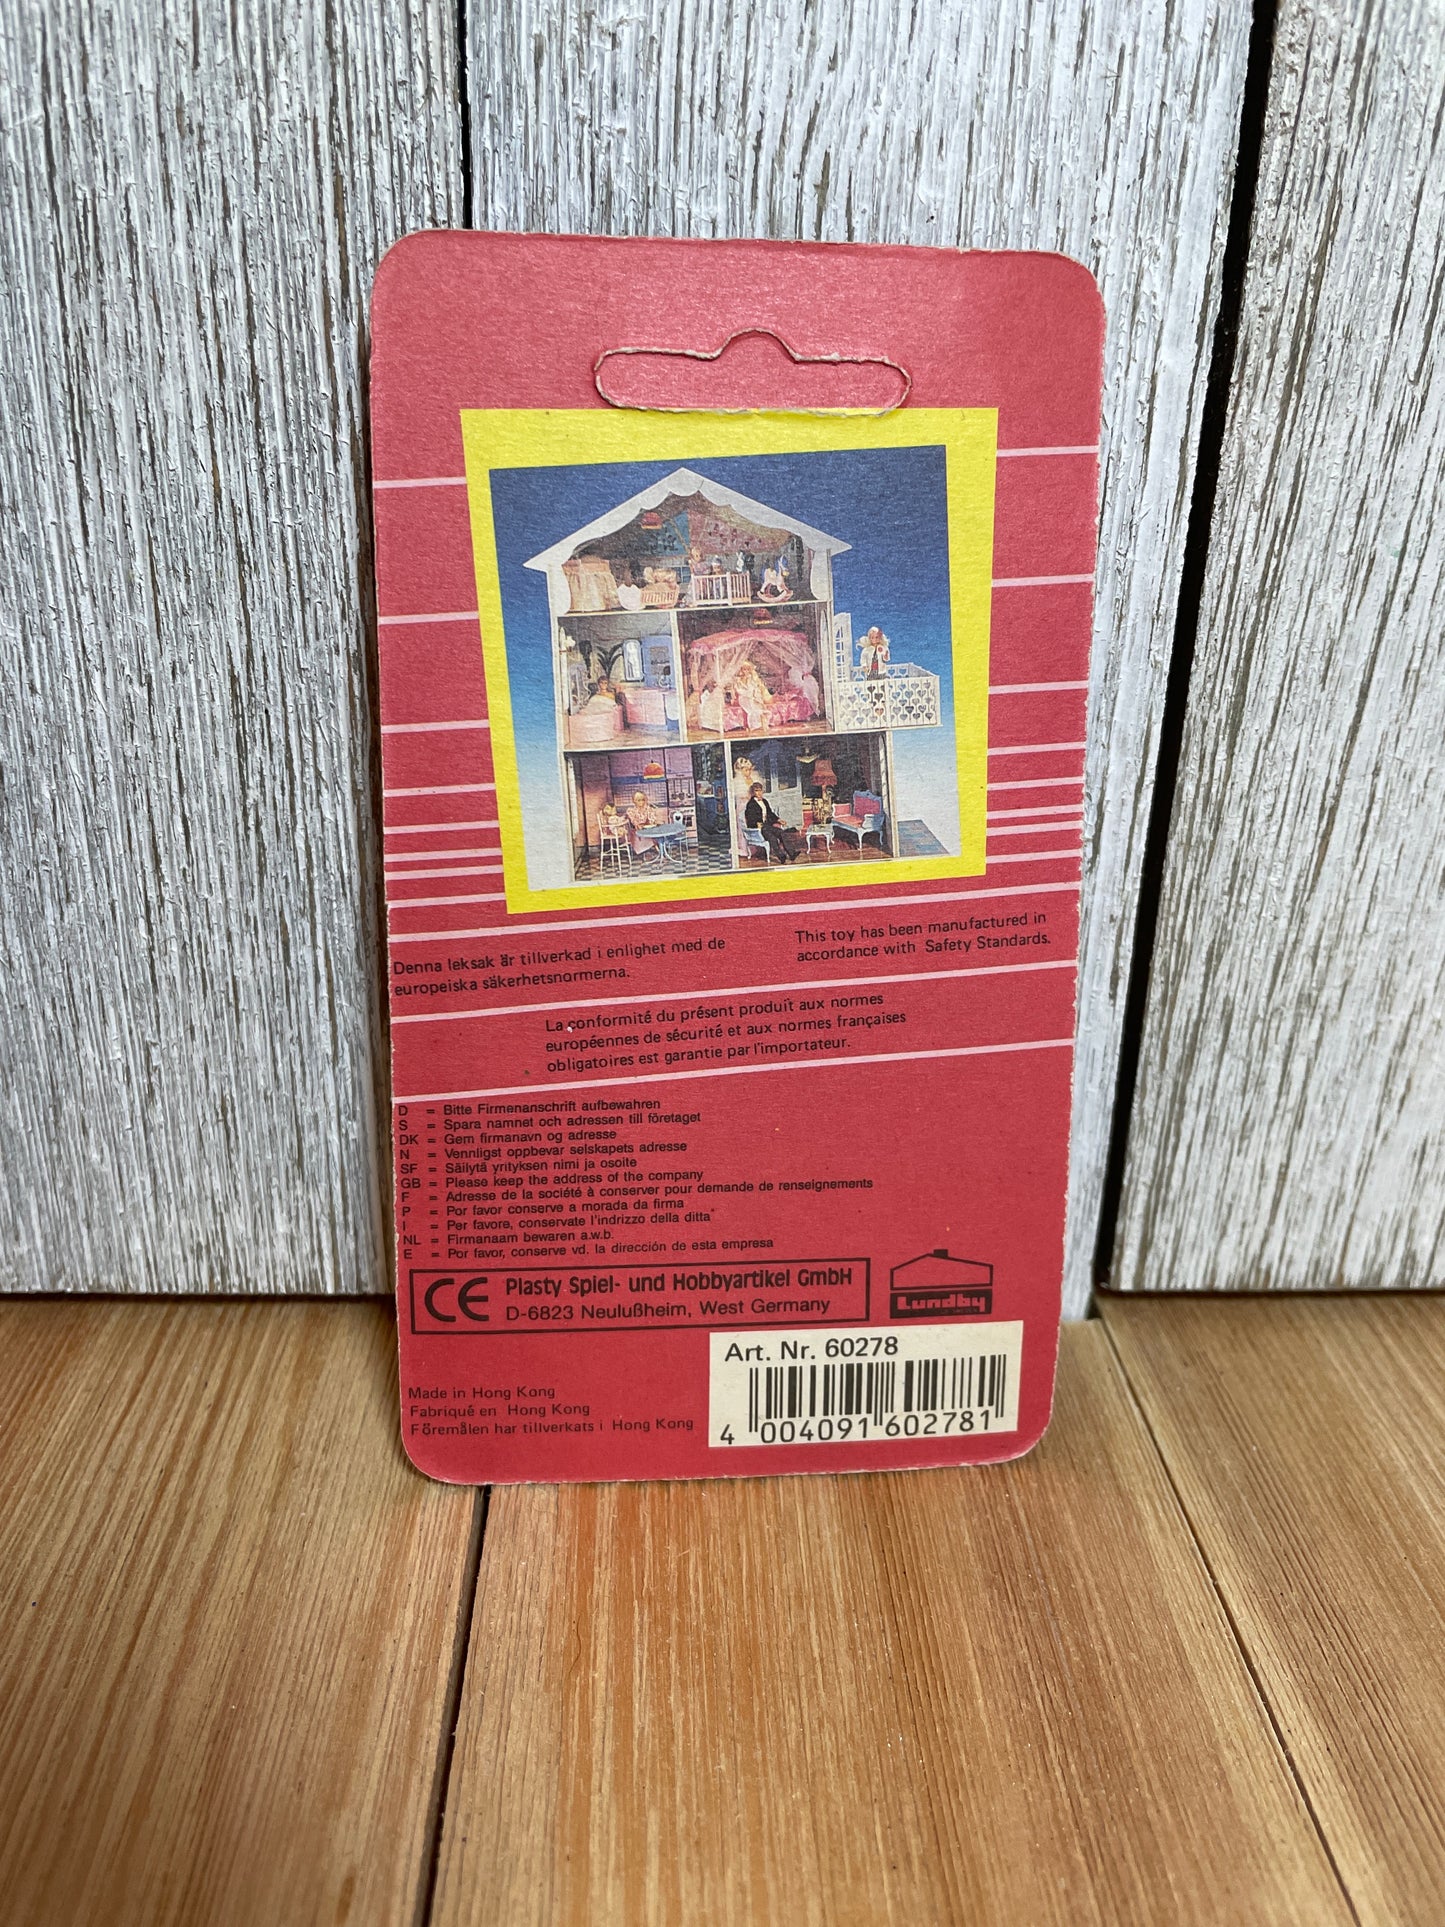 Denna leksak är tillverkad i enlighet med de
europeiska säkerhetsnormerna.
This toy has been manufactured in
accordance with Safety Standards.
La conformité du présent produit aux normes
européennes de sécurité et aux normes françaises
obligatoires est garantie par l'importateur.
D = Bitte Firmenanschrift aufbewahren
S = Spara namnet och adressen till företaget
DK = Gem firmanavn og adresse
N = Vennligst oppbevar selskapets adresse
SF = Säilytä yrityksen nimi ja osoite
GB = Please keep the address of the company
F = Adresse de la société à conserver pour demande de renseignements
P = Por favor conserve a morada da firma
I = Per favore, conservate l'indrizzo della ditta
NL = Firmanaam bewaren a.w.b.
E = Por favor, conserve vd. la dirección de esta empresa
CE Plasty Spiel- und Hobbyartikel GmbH
D-6823 Neulußheim, West Germany
Lundby
Art. Nr. 60278
4 004091 602781
Made in Hong Kong
Fabriqué en Hong Kong
Föremålen har tillverkats i Hong Kong